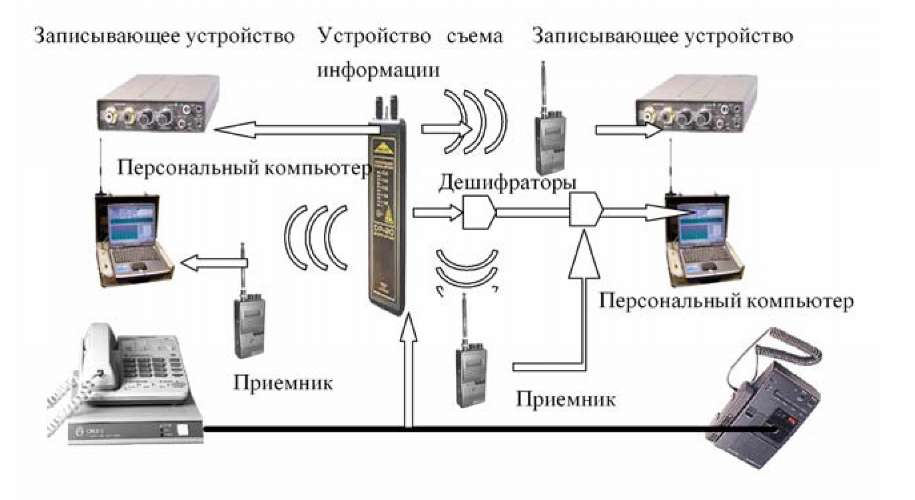 Записывающее устройство
Устройство съема
информации
Записывающее устройство
Персональный компьютер
Дешифраторы
Персональный компьютер
Приемник
Приемник